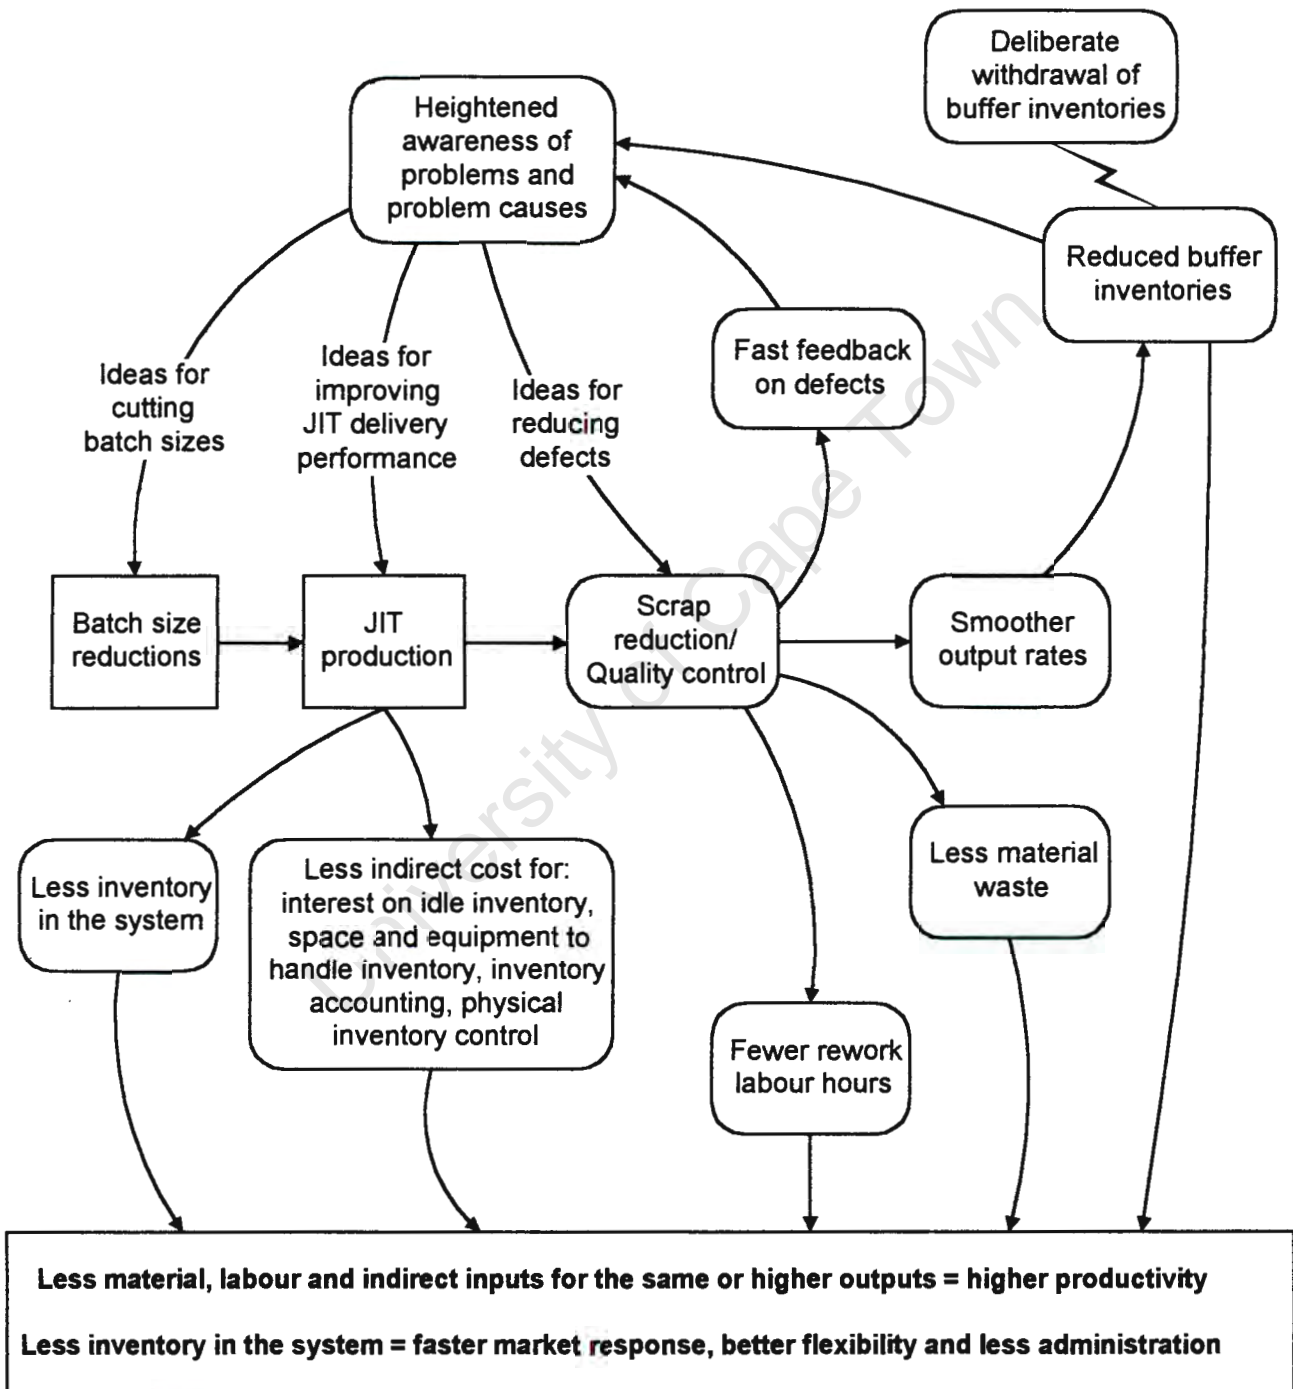 Deliberate
withdrawal of
buffer inventories
Heightened
awareness of
problems and
problem causes
Reduced buffer
inventories
Fast feedback
on defects
Ideas for
cutting
batch sizes
Ideas for
improving
JIT delivery
performance
Ideas for
reducing
defects
Batch size
reductions
JIT
production
Scrap
reduction/
Quality control
Smoother
output rates
Less inventory
in the system
Less indirect cost for:
interest on idle inventory,
space and equipment to
handle inventory, inventory
accounting, physical
inventory control
Less material
waste
Fewer rework
labour hours
Less material, labour and indirect inputs for the same or higher outputs = higher productivity
Less inventory in the system = faster market response, better flexibility and less administration
University of Cape Town